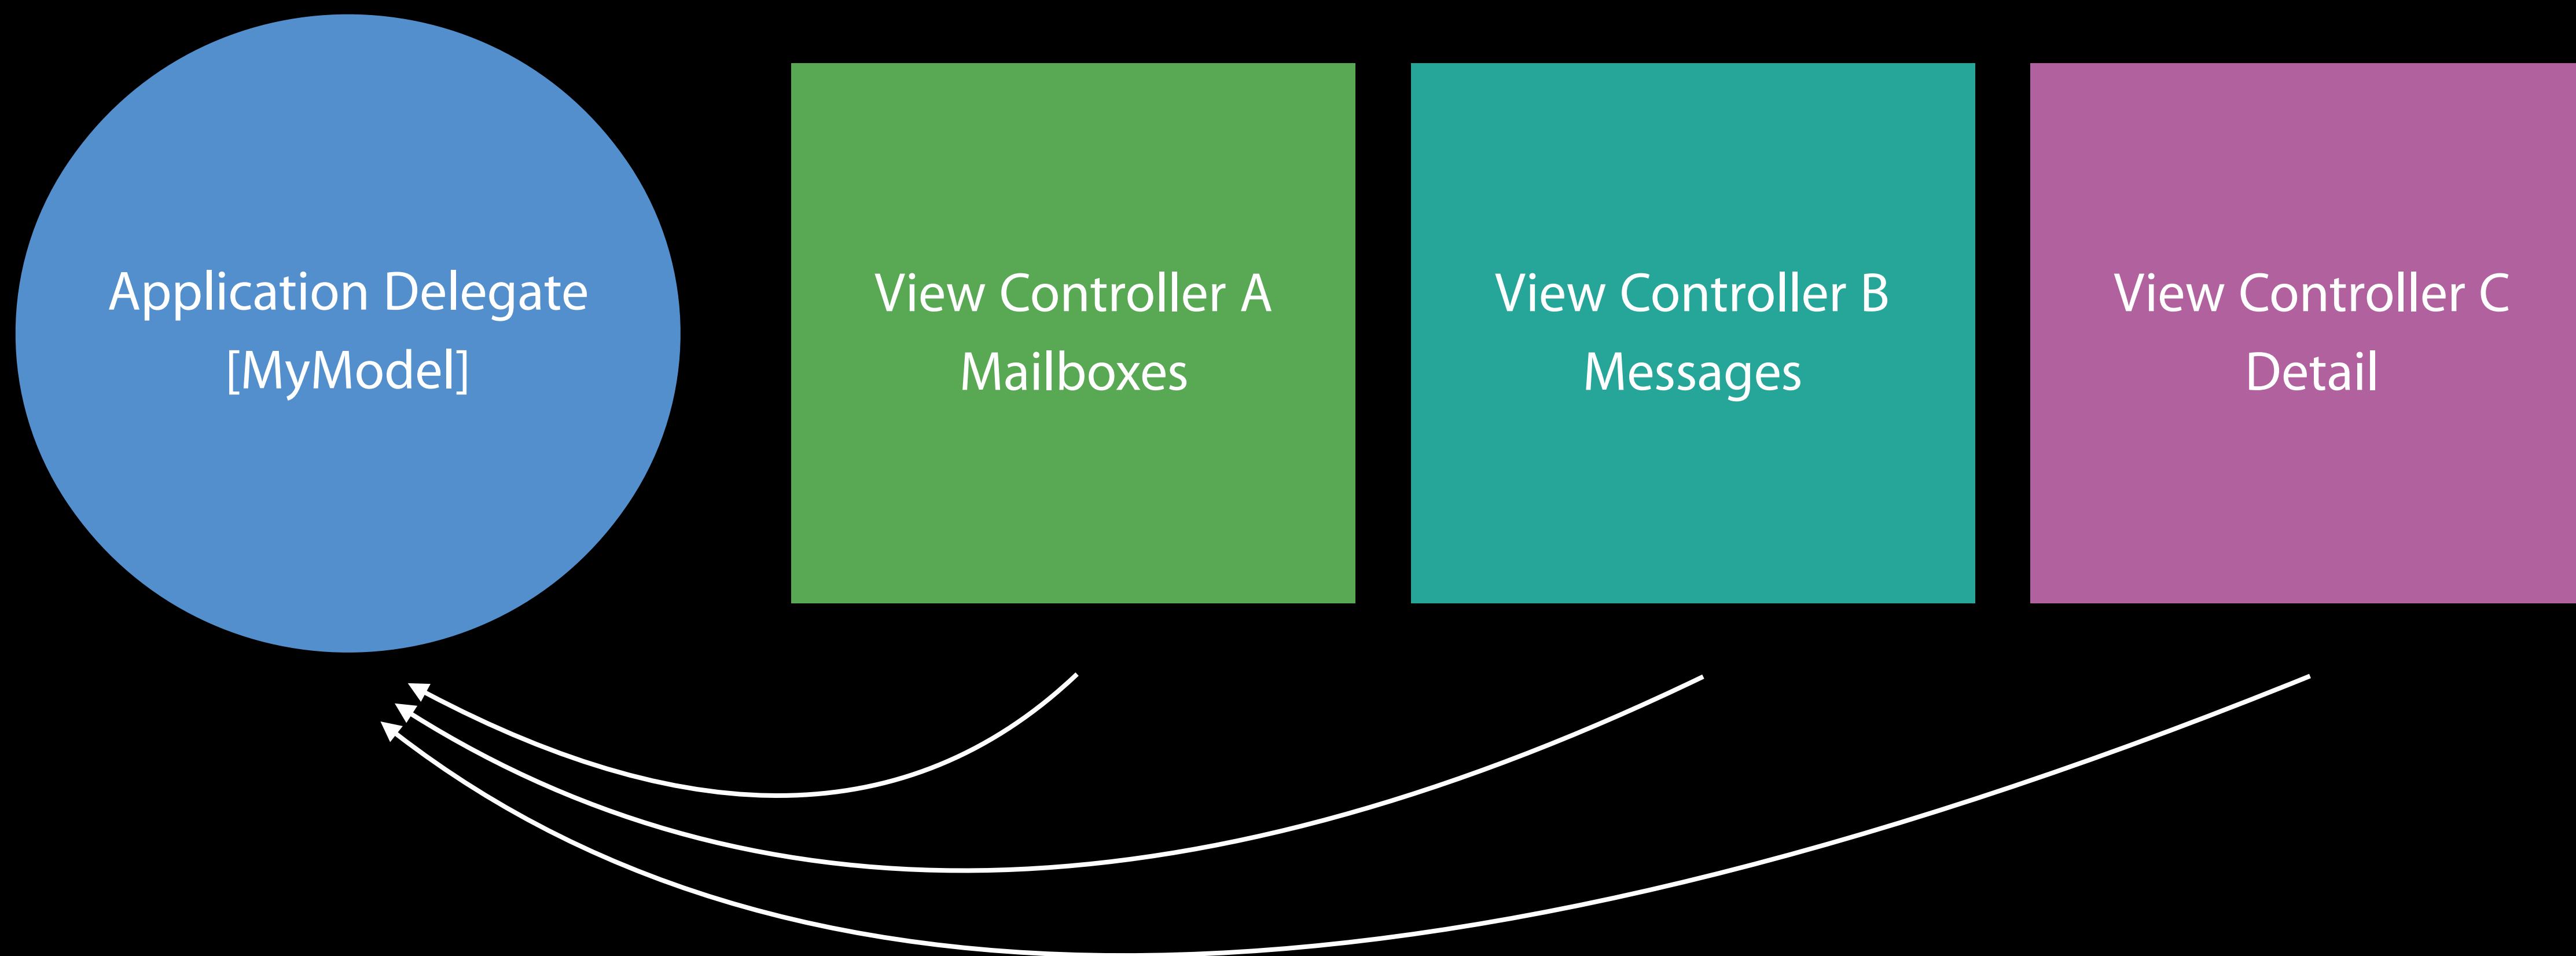 Application Delegate
[MyModel]
View Controller A
Mailboxes
View Controller B
Messages
View Controller C
Detail